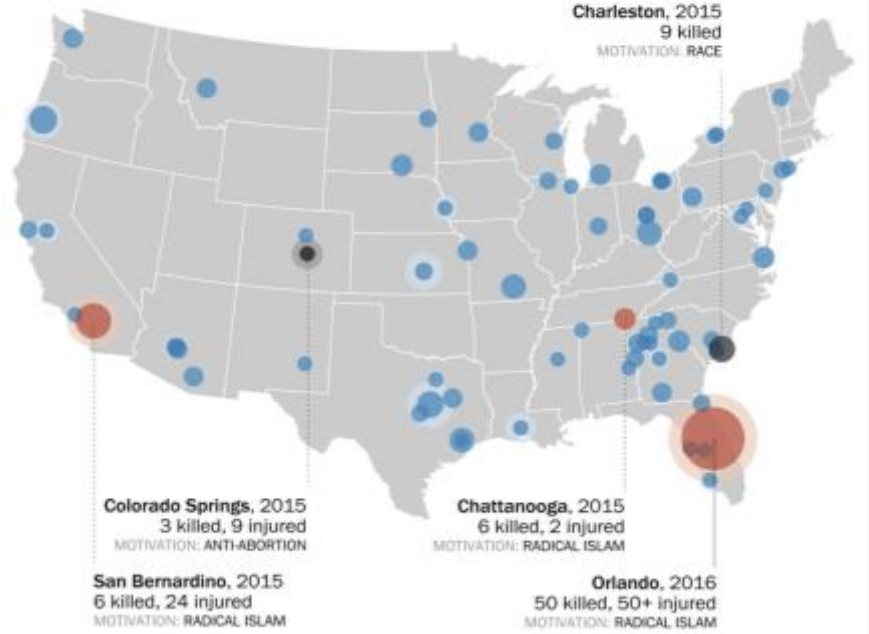 Charleston, 2015
9 killed
MOTIVATION: RACE
Colorado Springs, 2015
3 killed, 9 injured
MOTIVATION: ANTI-ABORTION
Chattanooga, 2015
6 killed, 2 injured
MOTIVATION: RADICAL ISLAM
San Bernardino, 2015
6 killed, 24 injured
MOTIVATION: RADICAL ISLAM
Orlando, 2016
50 killed, 50+ injured
MOTIVATION: RADICAL ISLAM